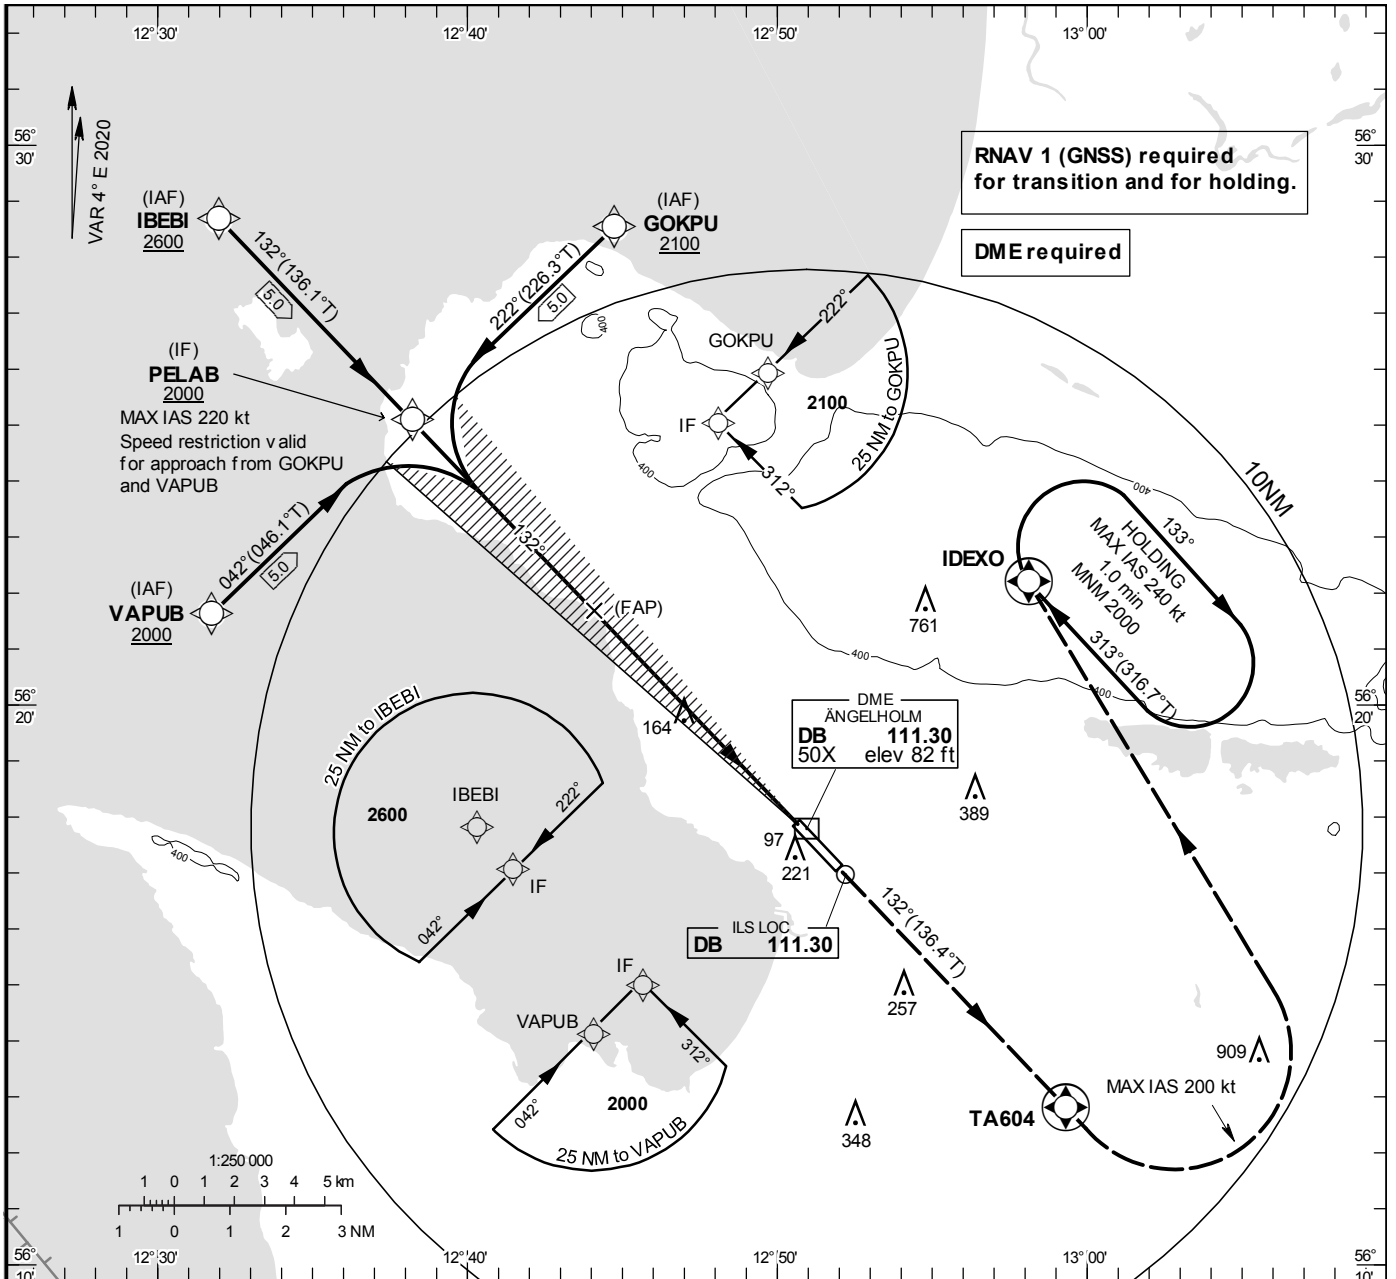 12°30'
12°40'
12°50'
13°00'
56°
30'
56°
30'
VAR 4° E 2020
RNAV 1 (GNSS) required
for transition and for holding.
DME required
(IAF)
IBEBI
2600
132°(136.1°T)
5.0
(IAF)
GOKPU
2100
222°(226.3°T)
5.0
(IF)
PELAB
2000
MAX IAS 220 kt
Speed restriction valid
for approach from GOKPU
and VAPUB
400
GOKPU
222°
2100
IF
25 NM to GOKPU
312°
400
400
10NM
042°(046.1°T)
5.0
(IAF)
VAPUB
2000
132°
(FAP)
IDEXO
133°
HOLDING
MAX IAS 240 kt
1.0 min
MNM 2000
313°(316.7°T)
761
400
400
56°
20'
56°
20'
164
DME
ÄNGELHOLM
DB 111.30
50X elev 82 ft
25 NM to IBEBI
2600
IBEBI
222°
IF
042°
389
97
221
400
ILS LOC
DB 111.30
132°(136.4°T)
IF
VAPUB
312°
042°
2000
25 NM to VAPUB
257
909
MAX IAS 200 kt
TA604
348
1:250 000
1 0 1 2 3 4 5 km
1 0 1 2 3 NM
56°
10'
56°
10'
12°30'
12°40'
12°50'
13°00'